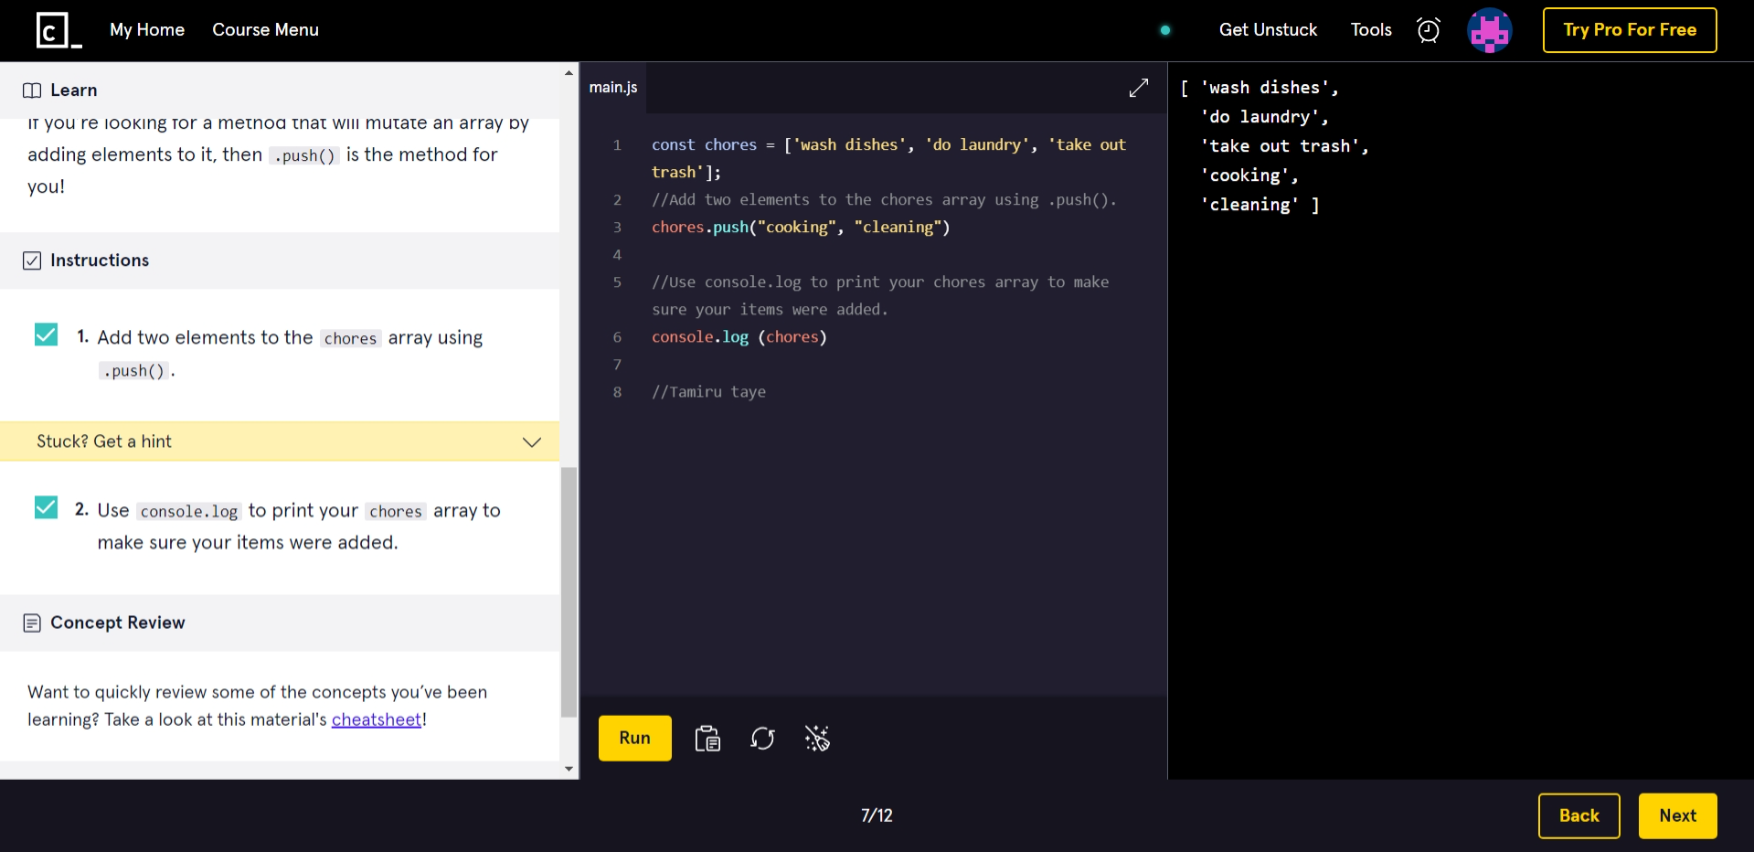 c_ My Home Course Menu Get Unstuck Tools Try Pro For Free
Learn
If you're looking for a method that will mutate an array by
adding elements to it, then .push() is the method for
you!
Instructions
1. Add two elements to the chores array using
.push().
Stuck? Get a hint
2. Use console.log to print your chores array to
make sure your items were added.
Concept Review
Want to quickly review some of the concepts you've been
learning? Take a look at this material's cheatsheet!
main.js
1 const chores = ['wash dishes', 'do laundry', 'take out
trash'];
2 //Add two elements to the chores array using .push().
3 chores.push("cooking", "cleaning")
4
5 //Use console.log to print your chores array to make
sure your items were added.
6 console.log (chores)
7
8 //Tamiru taye
Run
[ 'wash dishes',
'do laundry',
'take out trash',
'cooking',
'cleaning' ]
7/12
Back Next